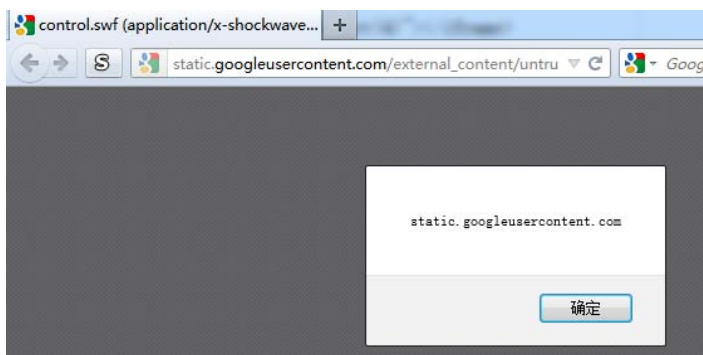 control.swf (application/x-shockwave...
+
S
static.googleusercontent.com/external_content/untru
Goog
static.googleusercontent.com
确定